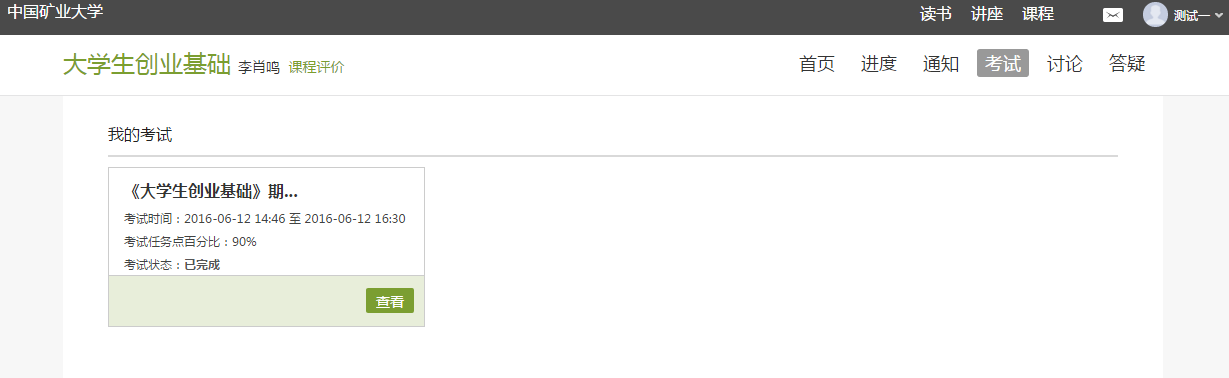 中国矿业大学 读书 讲座 课程 测试一
大学生创业基础 李肖鸣 课程评价 首页 进度 通知 考试 讨论 答疑
我的考试
《大学生创业基础》期...
考试时间：2016-06-12 14:46 至 2016-06-12 16:30
考试任务点百分比：90%
考试状态：已完成
查看